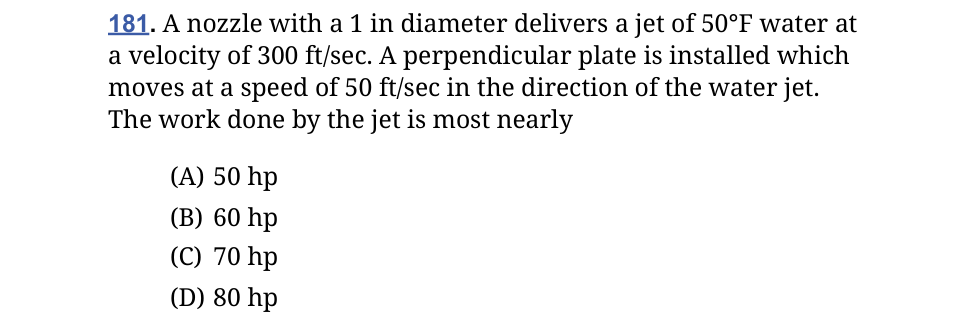 181. A nozzle with a 1 in diameter delivers a jet of 50°F water at
a velocity of 300 ft/sec. A perpendicular plate is installed which
moves at a speed of 50 ft/sec in the direction of the water jet.
The work done by the jet is most nearly
(A) 50 hp
(B) 60 hp
(C) 70 hp
(D) 80 hp